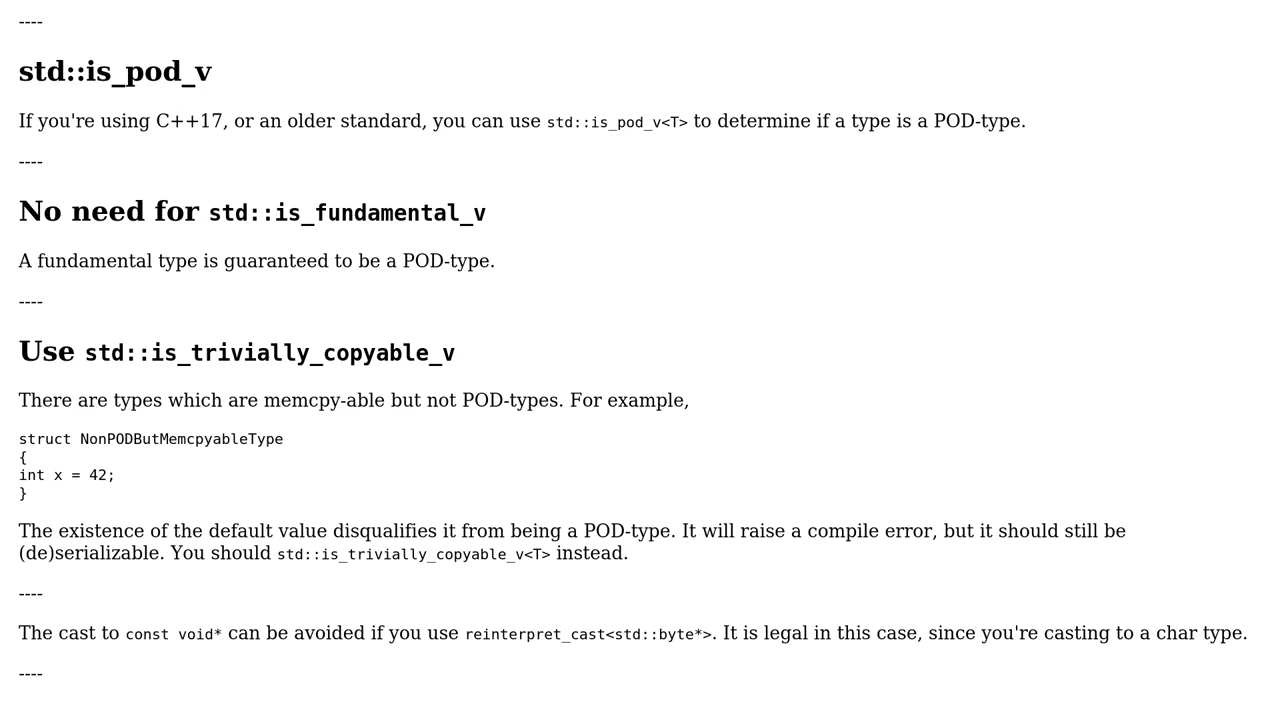 ----
std::is_pod_v
If you're using C++17, or an older standard, you can use std::is_pod_v<T> to determine if a type is a POD-type.
----
No need for std::is_fundamental_v
A fundamental type is guaranteed to be a POD-type.
----
Use std::is_trivially_copyable_v
There are types which are memcpy-able but not POD-types. For example,
struct NonPODButMemcpyableType
{
int x = 42;
}
The existence of the default value disqualifies it from being a POD-type. It will raise a compile error, but it should still be
(de)serializable. You should std::is_trivially_copyable_v<T> instead.
----
The cast to const void* can be avoided if you use reinterpret_cast<std::byte*>. It is legal in this case, since you're casting to a char type.
----